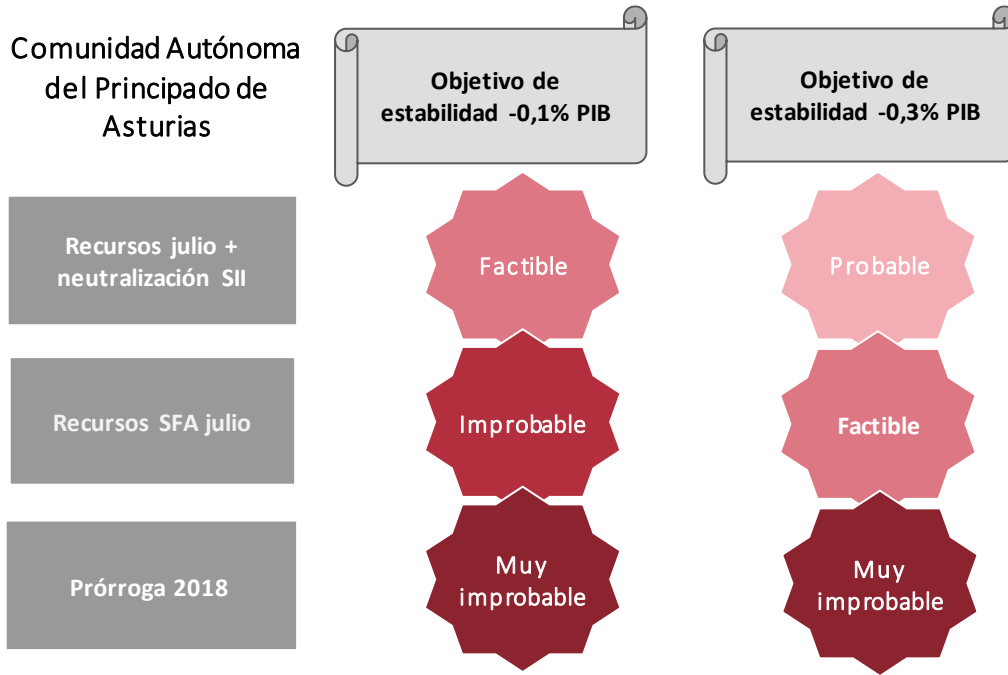 Comunidad Autónoma
del Principado de
Asturias
Objetivo de
estabilidad -0,1% PIB
Objetivo de
estabilidad -0,3% PIB
Recursos julio +
neutralización SII
Factible
Probable
Recursos SFA julio
Improbable
Factible
Prórroga 2018
Muy
improbable
Muy
improbable